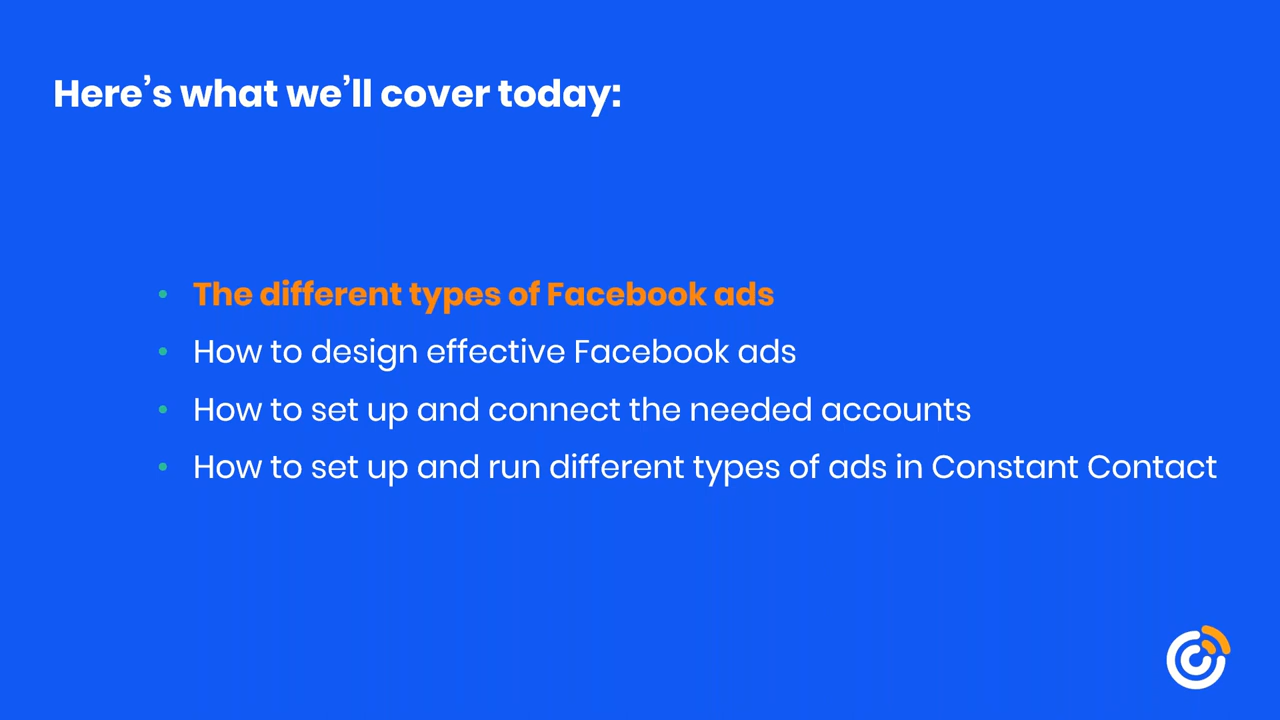 Here’s what we’ll cover today:
• The different types of Facebook ads
• How to design effective Facebook ads
• How to set up and connect the needed accounts
• How to set up and run different types of ads in Constant Contact